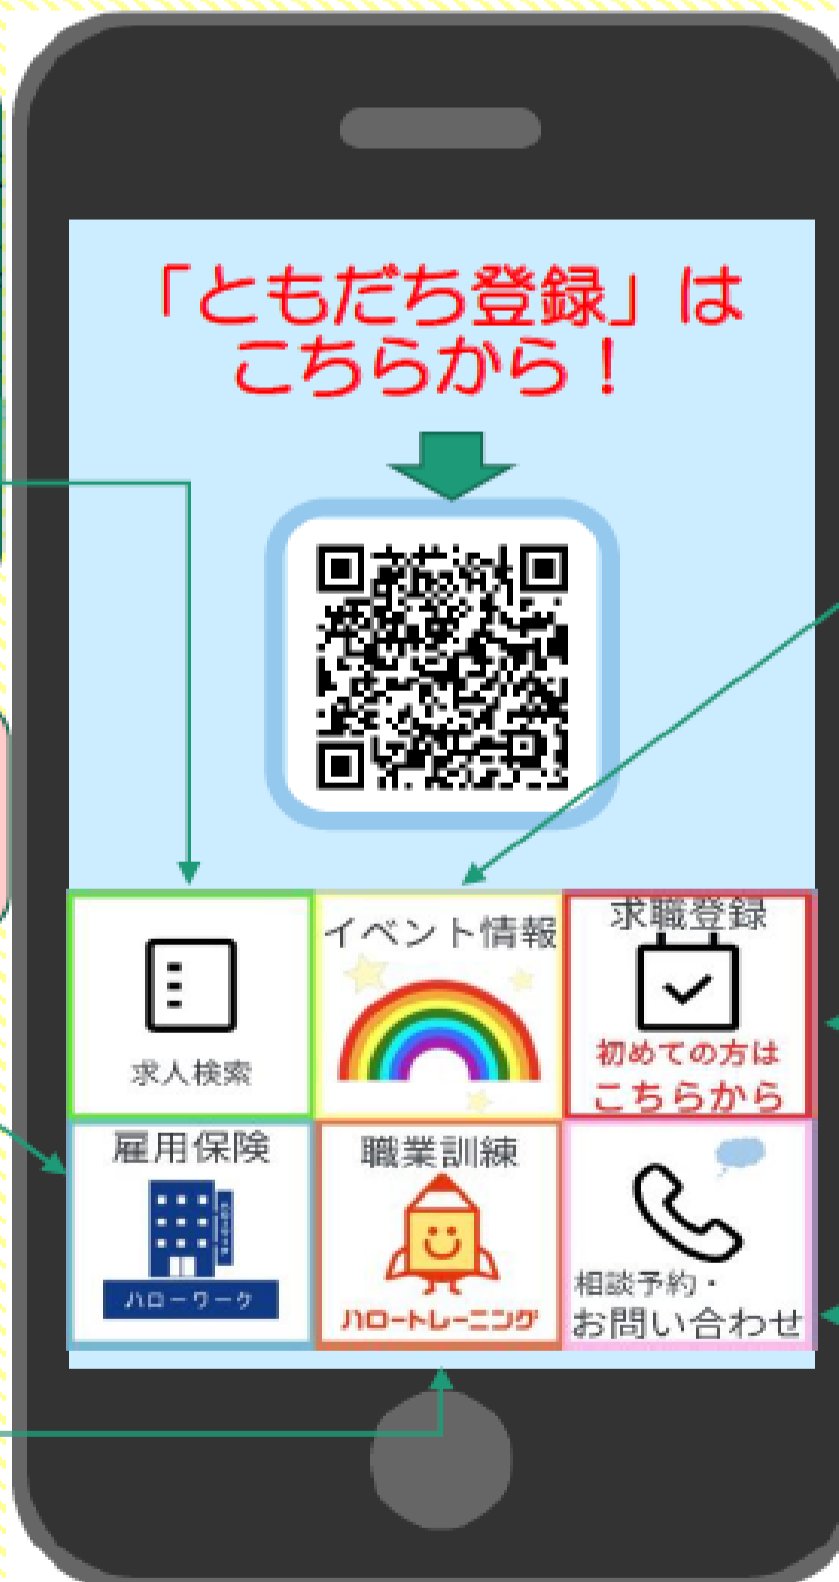 「ともだち登録」は
こちらから！
求人検索
イベント情報
求職登録
初めての方は
こちらから
雇用保険
ハローワーク
職業訓練
ハロートレーニング
相談予約・
お問い合わせ